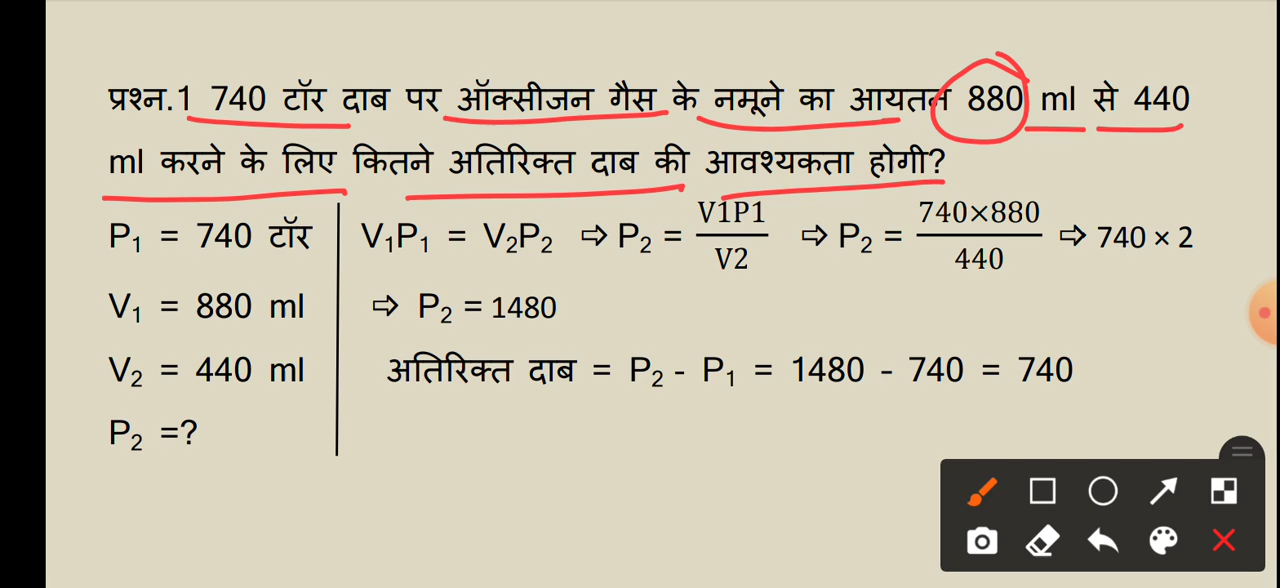 प्रश्न.1 740 टॉर दाब पर ऑक्सीजन गैस के नमूने का आयतन 880 ml से 440
ml करने के लिए कितने अतिरिक्त दाब की आवश्यकता होगी?
P₁ = 740 टॉर
V₁P₁ = V₂P₂ ⇨ P₂ = V1P1/V2 ⇨ P₂ = 740×880/440 ⇨ 740 × 2
V₁ = 880 ml
⇨ P₂ = 1480
V₂ = 440 ml
अतिरिक्त दाब = P₂ - P₁ = 1480 - 740 = 740
P₂ =?